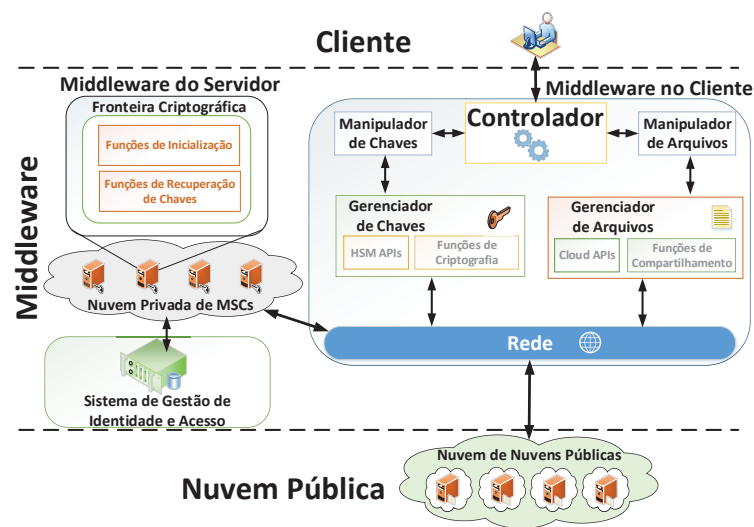 Cliente
Middleware
Middleware do Servidor
Fronteira Criptográfica
Funções de Inicialização
Funções de Recuperação
de Chaves
Nuvem Privada de MSCs
Sistema de Gestão de
Identidade e Acesso
Middleware no Cliente
Manipulador
de Chaves
Controlador
Manipulador
de Arquivos
Gerenciador
de Chaves
HSM APIs
Funções de
Criptografia
Gerenciador
de Arquivos
Cloud APIs
Funções de
Compartilhamento
Rede
Nuvem Pública
Nuvem de Nuvens Públicas